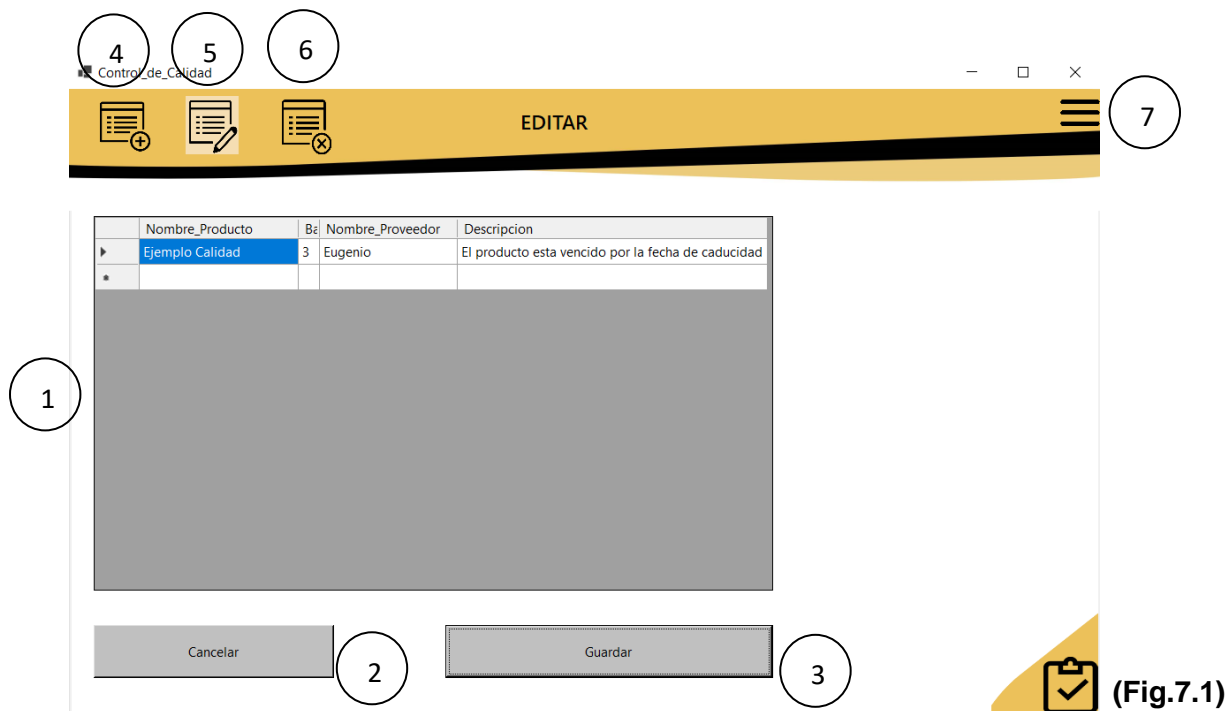 4 5 6
Control_de_Calidad
EDITAR
7
Nombre_Producto Ba Nombre_Proveedor Descripcion
Ejemplo Calidad 3 Eugenio El producto esta vencido por la fecha de caducidad
1
Cancelar Guardar
2 3
(Fig.7.1)